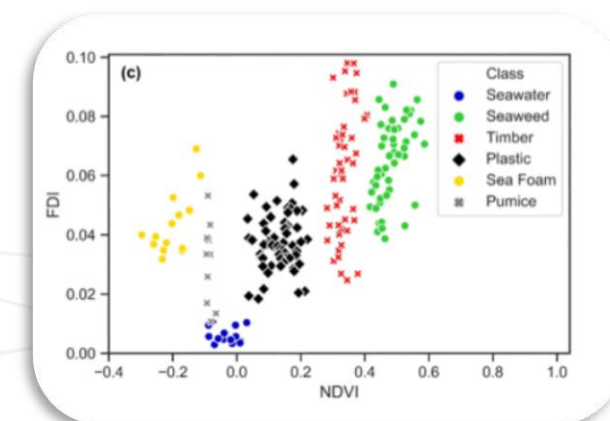 (c)
0.10
0.08
0.06
0.04
0.02
0.00
FDI
−0.4
−0.2
0.0
0.2
0.4
0.6
0.8
1.0
NDVI
Class
Seawater
Seaweed
Timber
Plastic
Sea Foam
Pumice